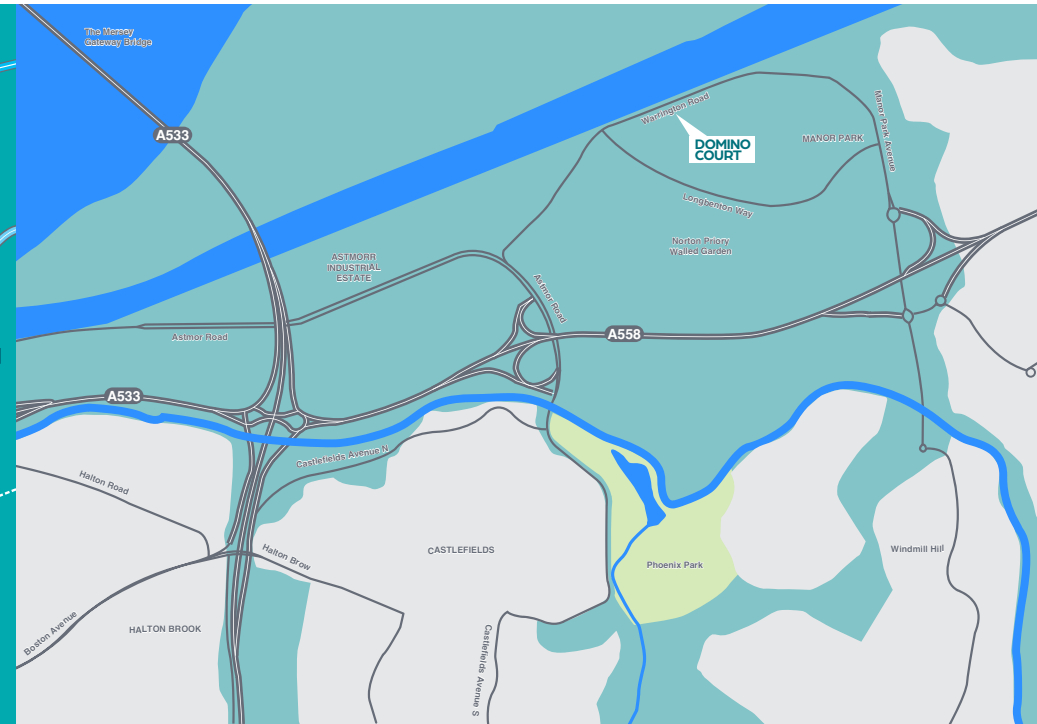 The Mersey
Gateway Bridge
A533
Warrington Road
Manor Park Avenue
MANOR PARK
DOMINO
COURT
Longbenton Way
Norton Priory
Walled Garden
ASTMORR
INDUSTRIAL
ESTATE
Astmor Road
Astmor Road
A558
A533
Castlefields Avenue N
Halton Road
Halton Brow
CASTLEFIELDS
Windmill Hill
Phoenix Park
Boston Avenue
HALTON BROOK
Castlefields Avenue S